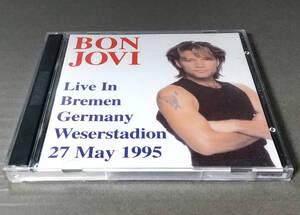 BON
JOVI
Live In
Bremen
Germany
Weserstadion
27 May 1995